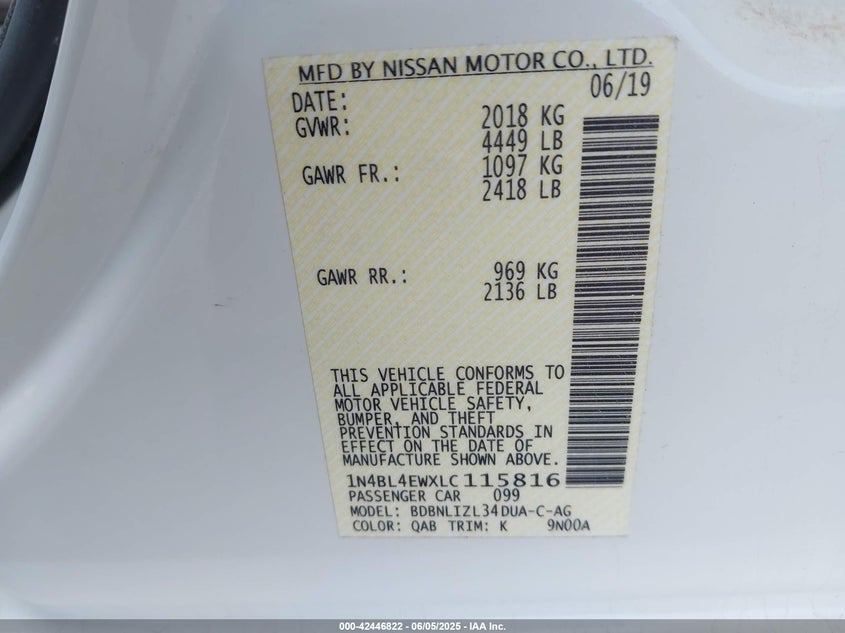 MFD BY NISSAN MOTOR CO., LTD.
DATE: 06/19
GVWR: 2018 KG
4449 LB
GAWR FR.: 1097 KG
2418 LB
GAWR RR.: 969 KG
2136 LB
THIS VEHICLE CONFORMS TO
ALL APPLICABLE FEDERAL
MOTOR VEHICLE SAFETY,
BUMPER, AND THEFT
PREVENTION STANDARDS IN
EFFECT ON THE DATE OF
MANUFACTURE SHOWN ABOVE.
1N4BL4EWXLC115816
PASSENGER CAR 099
MODEL: BDBNLIZL34DUA-C-AG
COLOR: QAB TRIM: K 9N00A
000-42446822 - 06/05/2025 - IAA Inc.